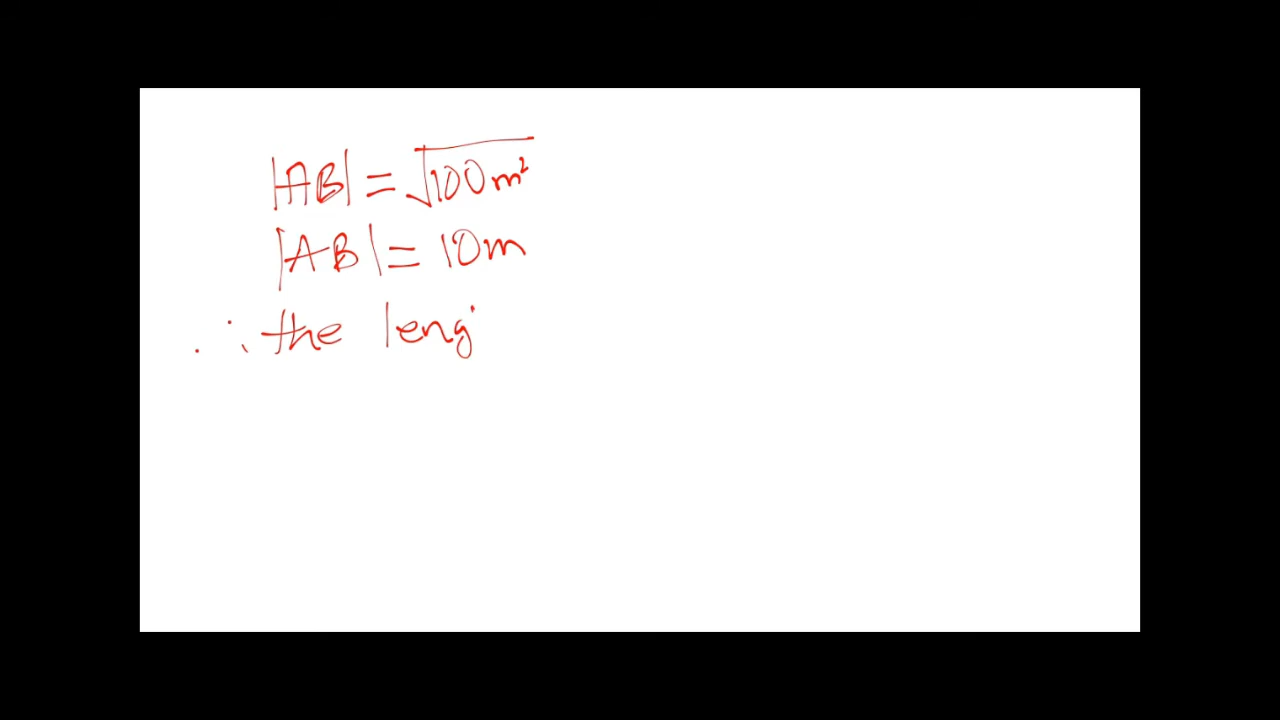 |AB| = √100m²
|AB| = 10m
∴ the leng